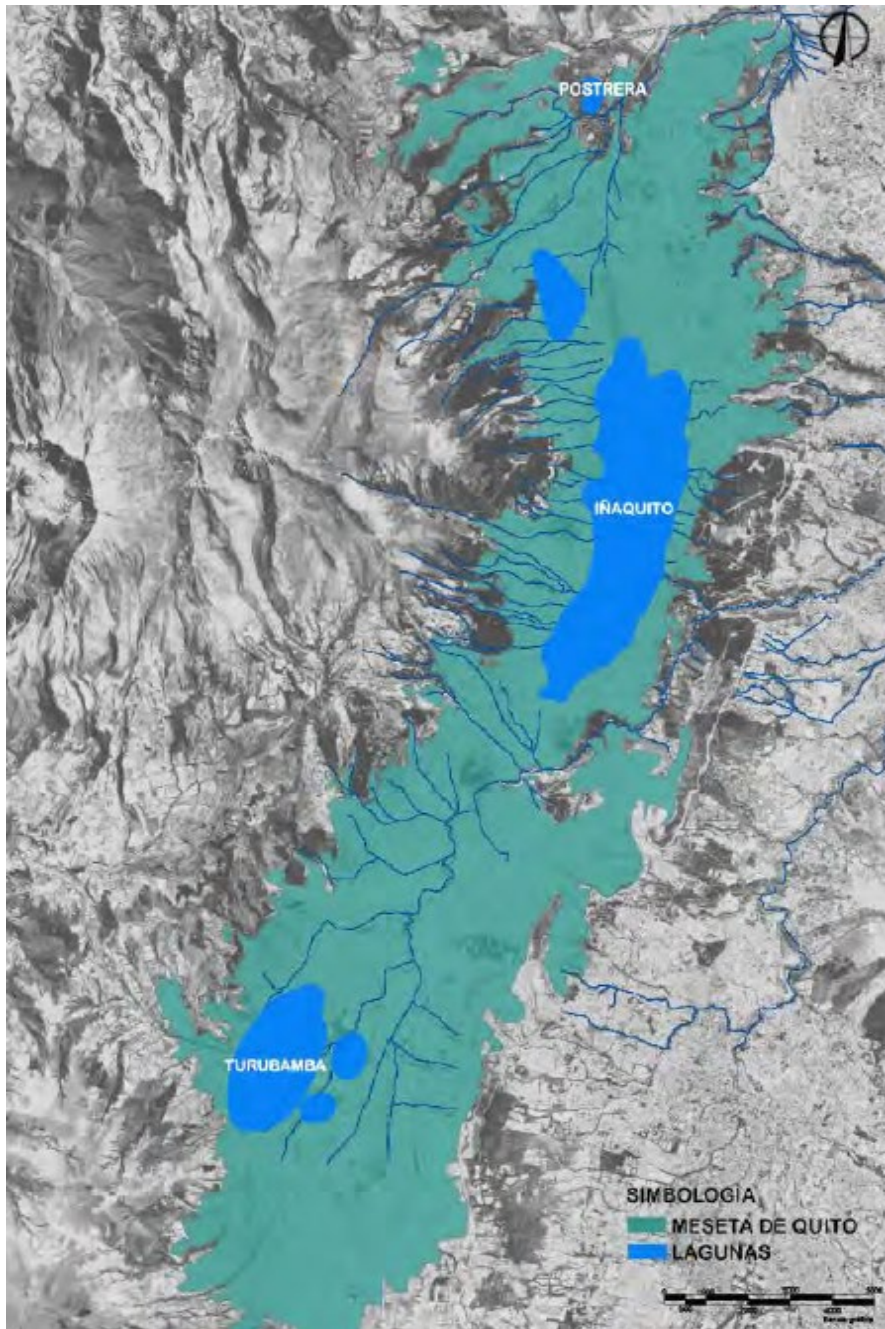 POSTRERA
IÑAQUITO
TURUBAMBA
SIMBOLOGÍA
MESETA DE QUITO
LAGUNAS